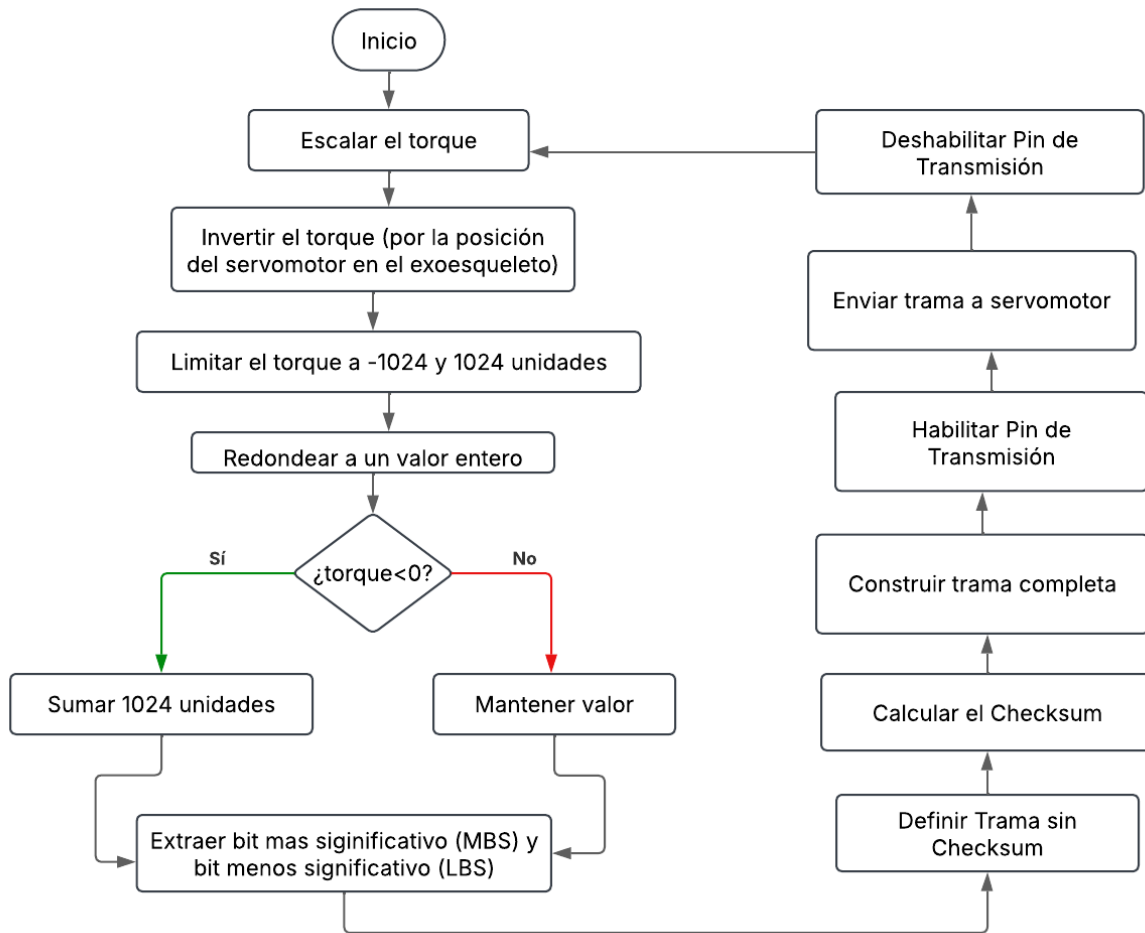 Inicio
Escalar el torque
Invertir el torque (por la posición
del servomotor en el exoesqueleto)
Limitar el torque a -1024 y 1024 unidades
Redondear a un valor entero
¿torque<0?
Sí
No
Sumar 1024 unidades
Mantener valor
Extraer bit mas siginificativo (MBS) y
bit menos significativo (LBS)
Definir Trama sin
Checksum
Calcular el Checksum
Construir trama completa
Habilitar Pin de
Transmisión
Enviar trama a servomotor
Deshabilitar Pin de
Transmisión